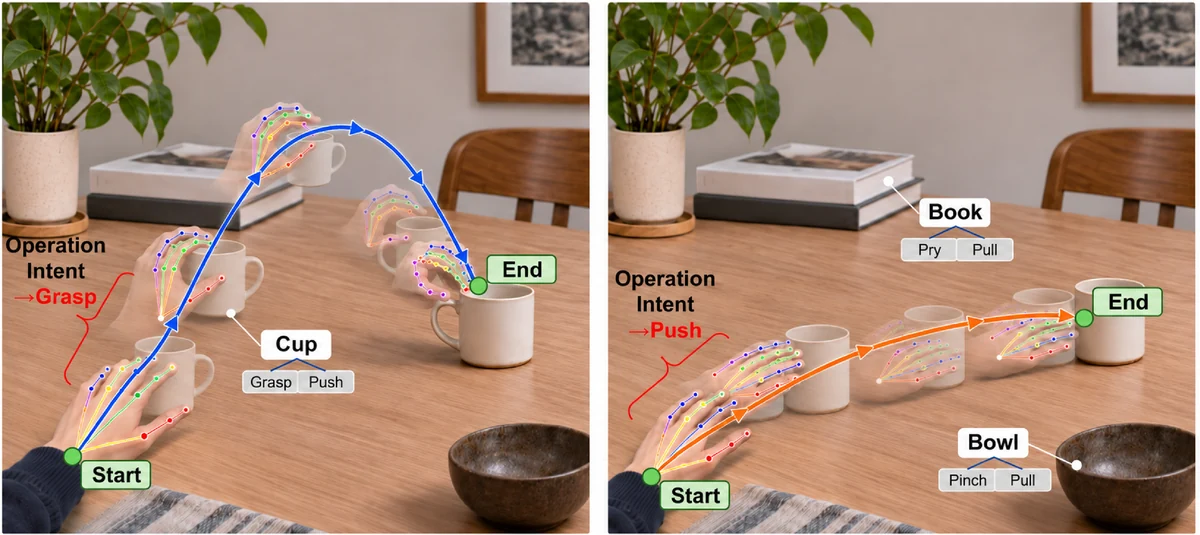 Operation
Intent
→Grasp
Start
Cup
Grasp Push
End
Operation
Intent
→Push
Start
Book
Pry Pull
End
Bowl
Pinch Pull